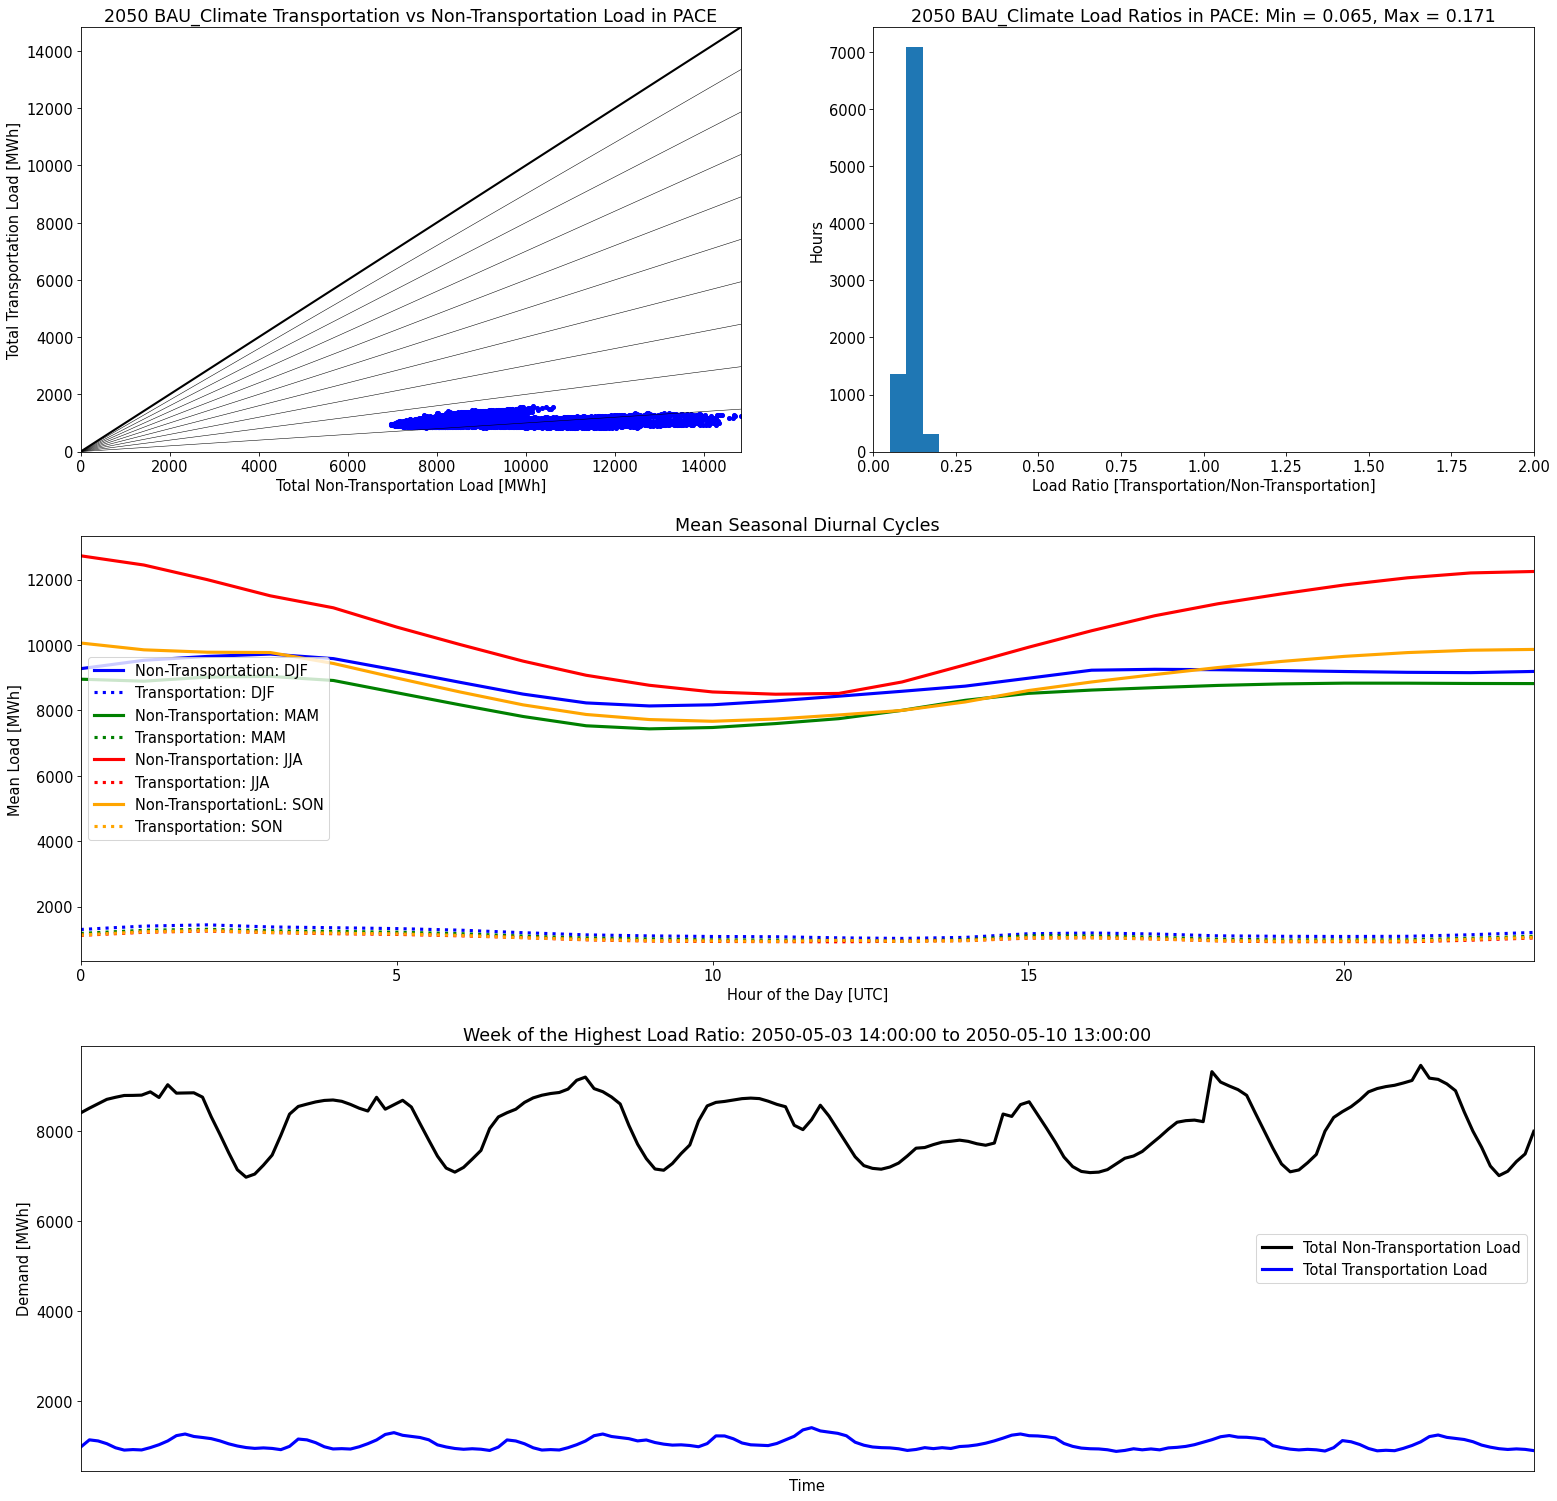 2050 BAU_Climate Transportation vs Non-Transportation Load in PACE
Total Transportation Load [MWh]
14000
12000
10000
8000
6000
4000
2000
0
0 2000 4000 6000 8000 10000 12000 14000
Total Non-Transportation Load [MWh]
2050 BAU_Climate Load Ratios in PACE: Min = 0.065, Max = 0.171
Hours
7000
6000
5000
4000
3000
2000
1000
0
0.00 0.25 0.50 0.75 1.00 1.25 1.50 1.75 2.00
Load Ratio [Transportation/Non-Transportation]
Mean Seasonal Diurnal Cycles
Mean Load [MWh]
12000
10000
8000
6000
4000
2000
Non-Transportation: DJF
Transportation: DJF
Non-Transportation: MAM
Transportation: MAM
Non-Transportation: JJA
Transportation: JJA
Non-TransportationL: SON
Transportation: SON
0 5 10 15 20
Hour of the Day [UTC]
Week of the Highest Load Ratio: 2050-05-03 14:00:00 to 2050-05-10 13:00:00
Demand [MWh]
8000
6000
4000
2000
Total Non-Transportation Load
Total Transportation Load
Time